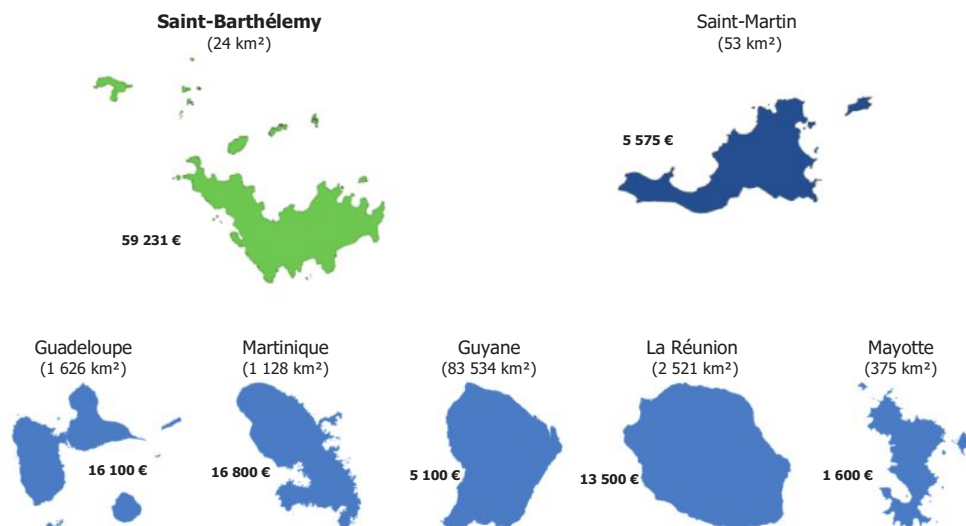 Saint-Barthélemy
(24 km²)
Saint-Martin
(53 km²)
5 575 €
59 231 €
Guadeloupe
(1 626 km²)
Martinique
(1 128 km²)
Guyane
(83 534 km²)
La Réunion
(2 521 km²)
Mayotte
(375 km²)
16 100 €
16 800 €
5 100 €
13 500 €
1 600 €